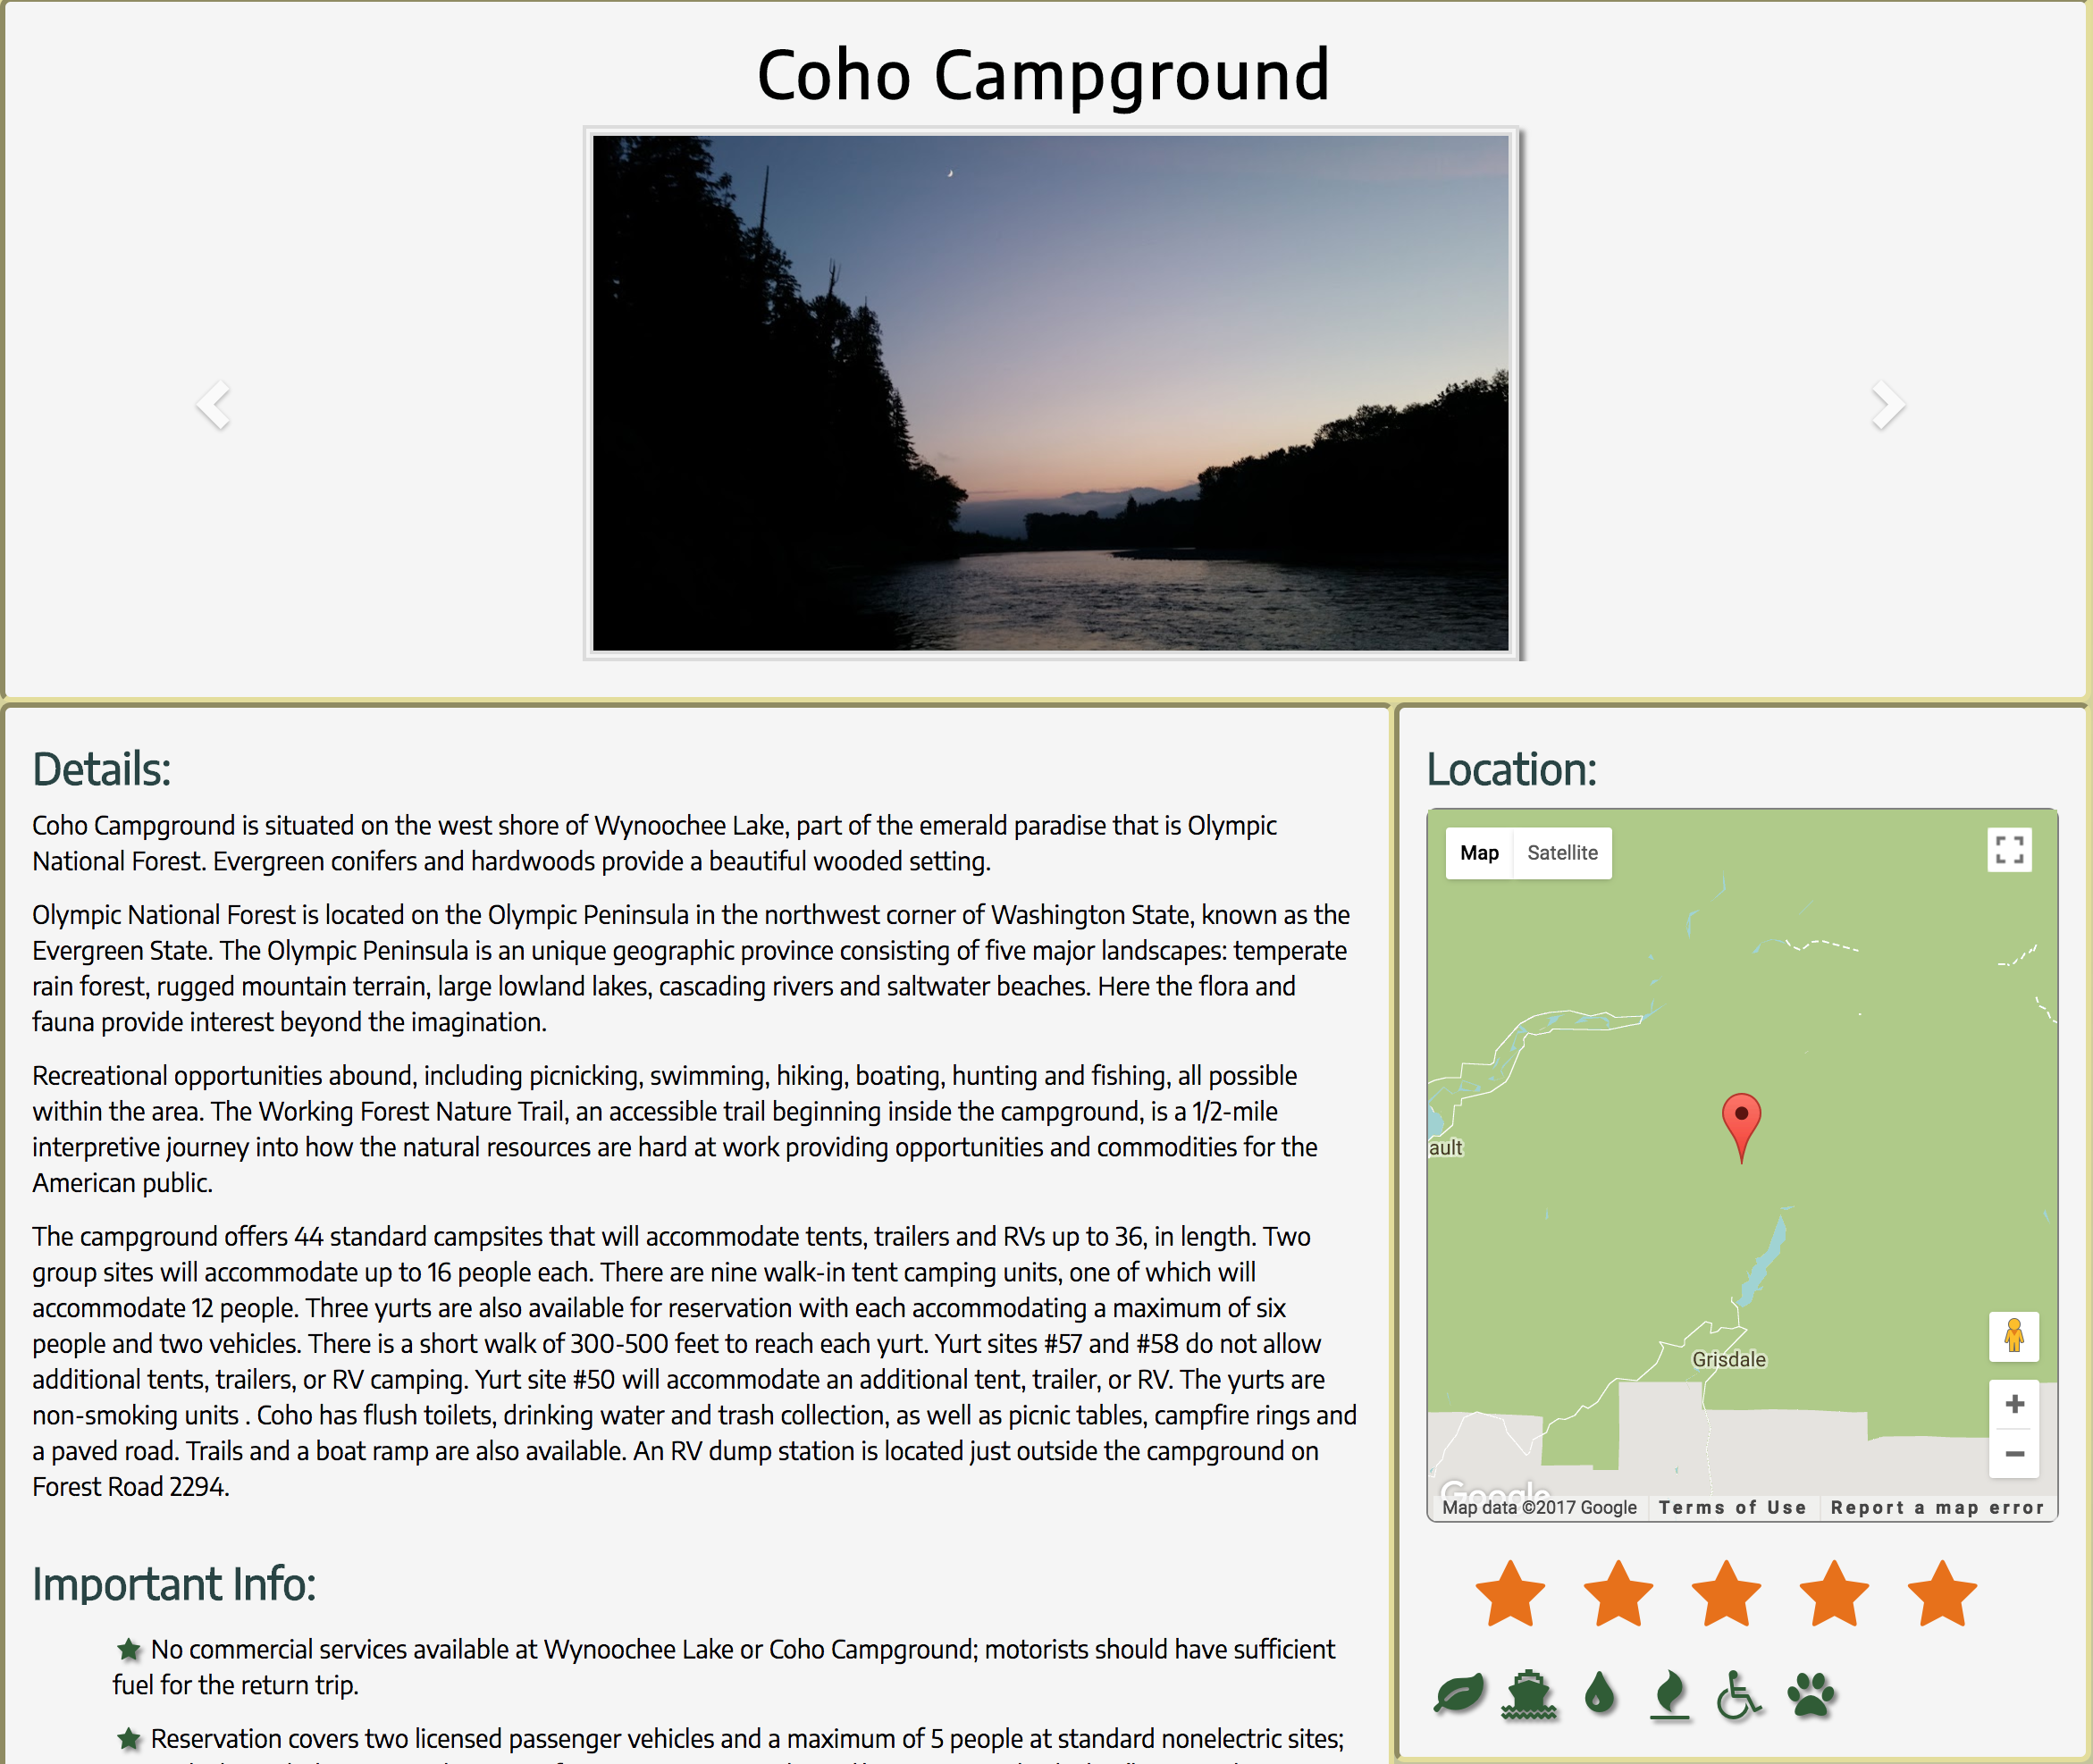 Coho Campground
Details:
Coho Campground is situated on the west shore of Wynoochee Lake, part of the emerald paradise that is Olympic
National Forest. Evergreen conifers and hardwoods provide a beautiful wooded setting.
Olympic National Forest is located on the Olympic Peninsula in the northwest corner of Washington State, known as the
Evergreen State. The Olympic Peninsula is an unique geographic province consisting of five major landscapes: temperate
rain forest, rugged mountain terrain, large lowland lakes, cascading rivers and saltwater beaches. Here the flora and
fauna provide interest beyond the imagination.
Recreational opportunities abound, including picnicking, swimming, hiking, boating, hunting and fishing, all possible
within the area. The Working Forest Nature Trail, an accessible trail beginning inside the campground, is a 1/2-mile
interpretive journey into how the natural resources are hard at work providing opportunities and commodities for the
American public.
The campground offers 44 standard campsites that will accommodate tents, trailers and RVs up to 36, in length. Two
group sites will accommodate up to 16 people each. There are nine walk-in tent camping units, one of which will
accommodate 12 people. Three yurts are also available for reservation with each accommodating a maximum of six
people and two vehicles. There is a short walk of 300-500 feet to reach each yurt. Yurt sites #57 and #58 do not allow
additional tents, trailers, or RV camping. Yurt site #50 will accommodate an additional tent, trailer, or RV. The yurts are
non-smoking units . Coho has flush toilets, drinking water and trash collection, as well as picnic tables, campfire rings and
a paved road. Trails and a boat ramp are also available. An RV dump station is located just outside the campground on
Forest Road 2294.
Important Info:
No commercial services available at Wynoochee Lake or Coho Campground; motorists should have sufficient
fuel for the return trip.
Reservation covers two licensed passenger vehicles and a maximum of 5 people at standard nonelectric sites;
Location:
Map Satellite
ault
Grisdale
Google
Map data ©2017 Google Terms of Use Report a map error